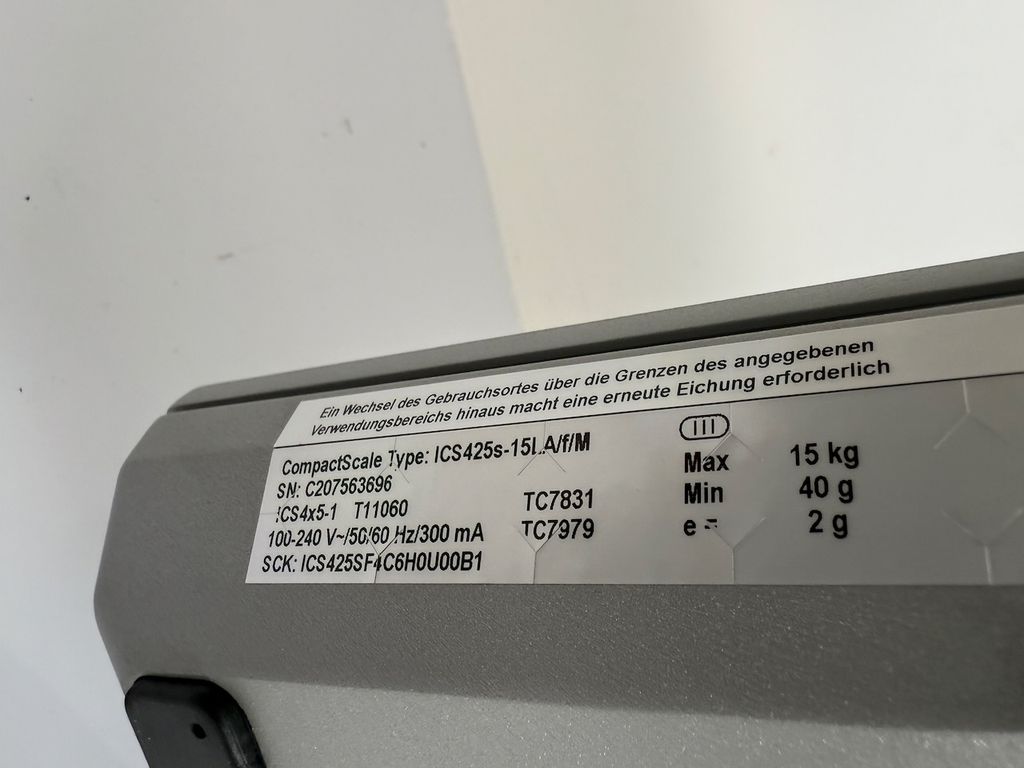 Ein Wechsel des Gebrauchsortes über die Grenzen des angegebenen
Verwendungsbereichs hinaus macht eine erneute Eichung erforderlich
CompactScale Type: ICS425s-15LA/f/M
SN: C207563696
ICS4x5-1 T11060
100-240 V~/50/60 Hz/300 mA
SCK: ICS425SF4C6H0U00B1
TC7831
TC7979
III
Max 15 kg
Min 40 g
e = 2 g